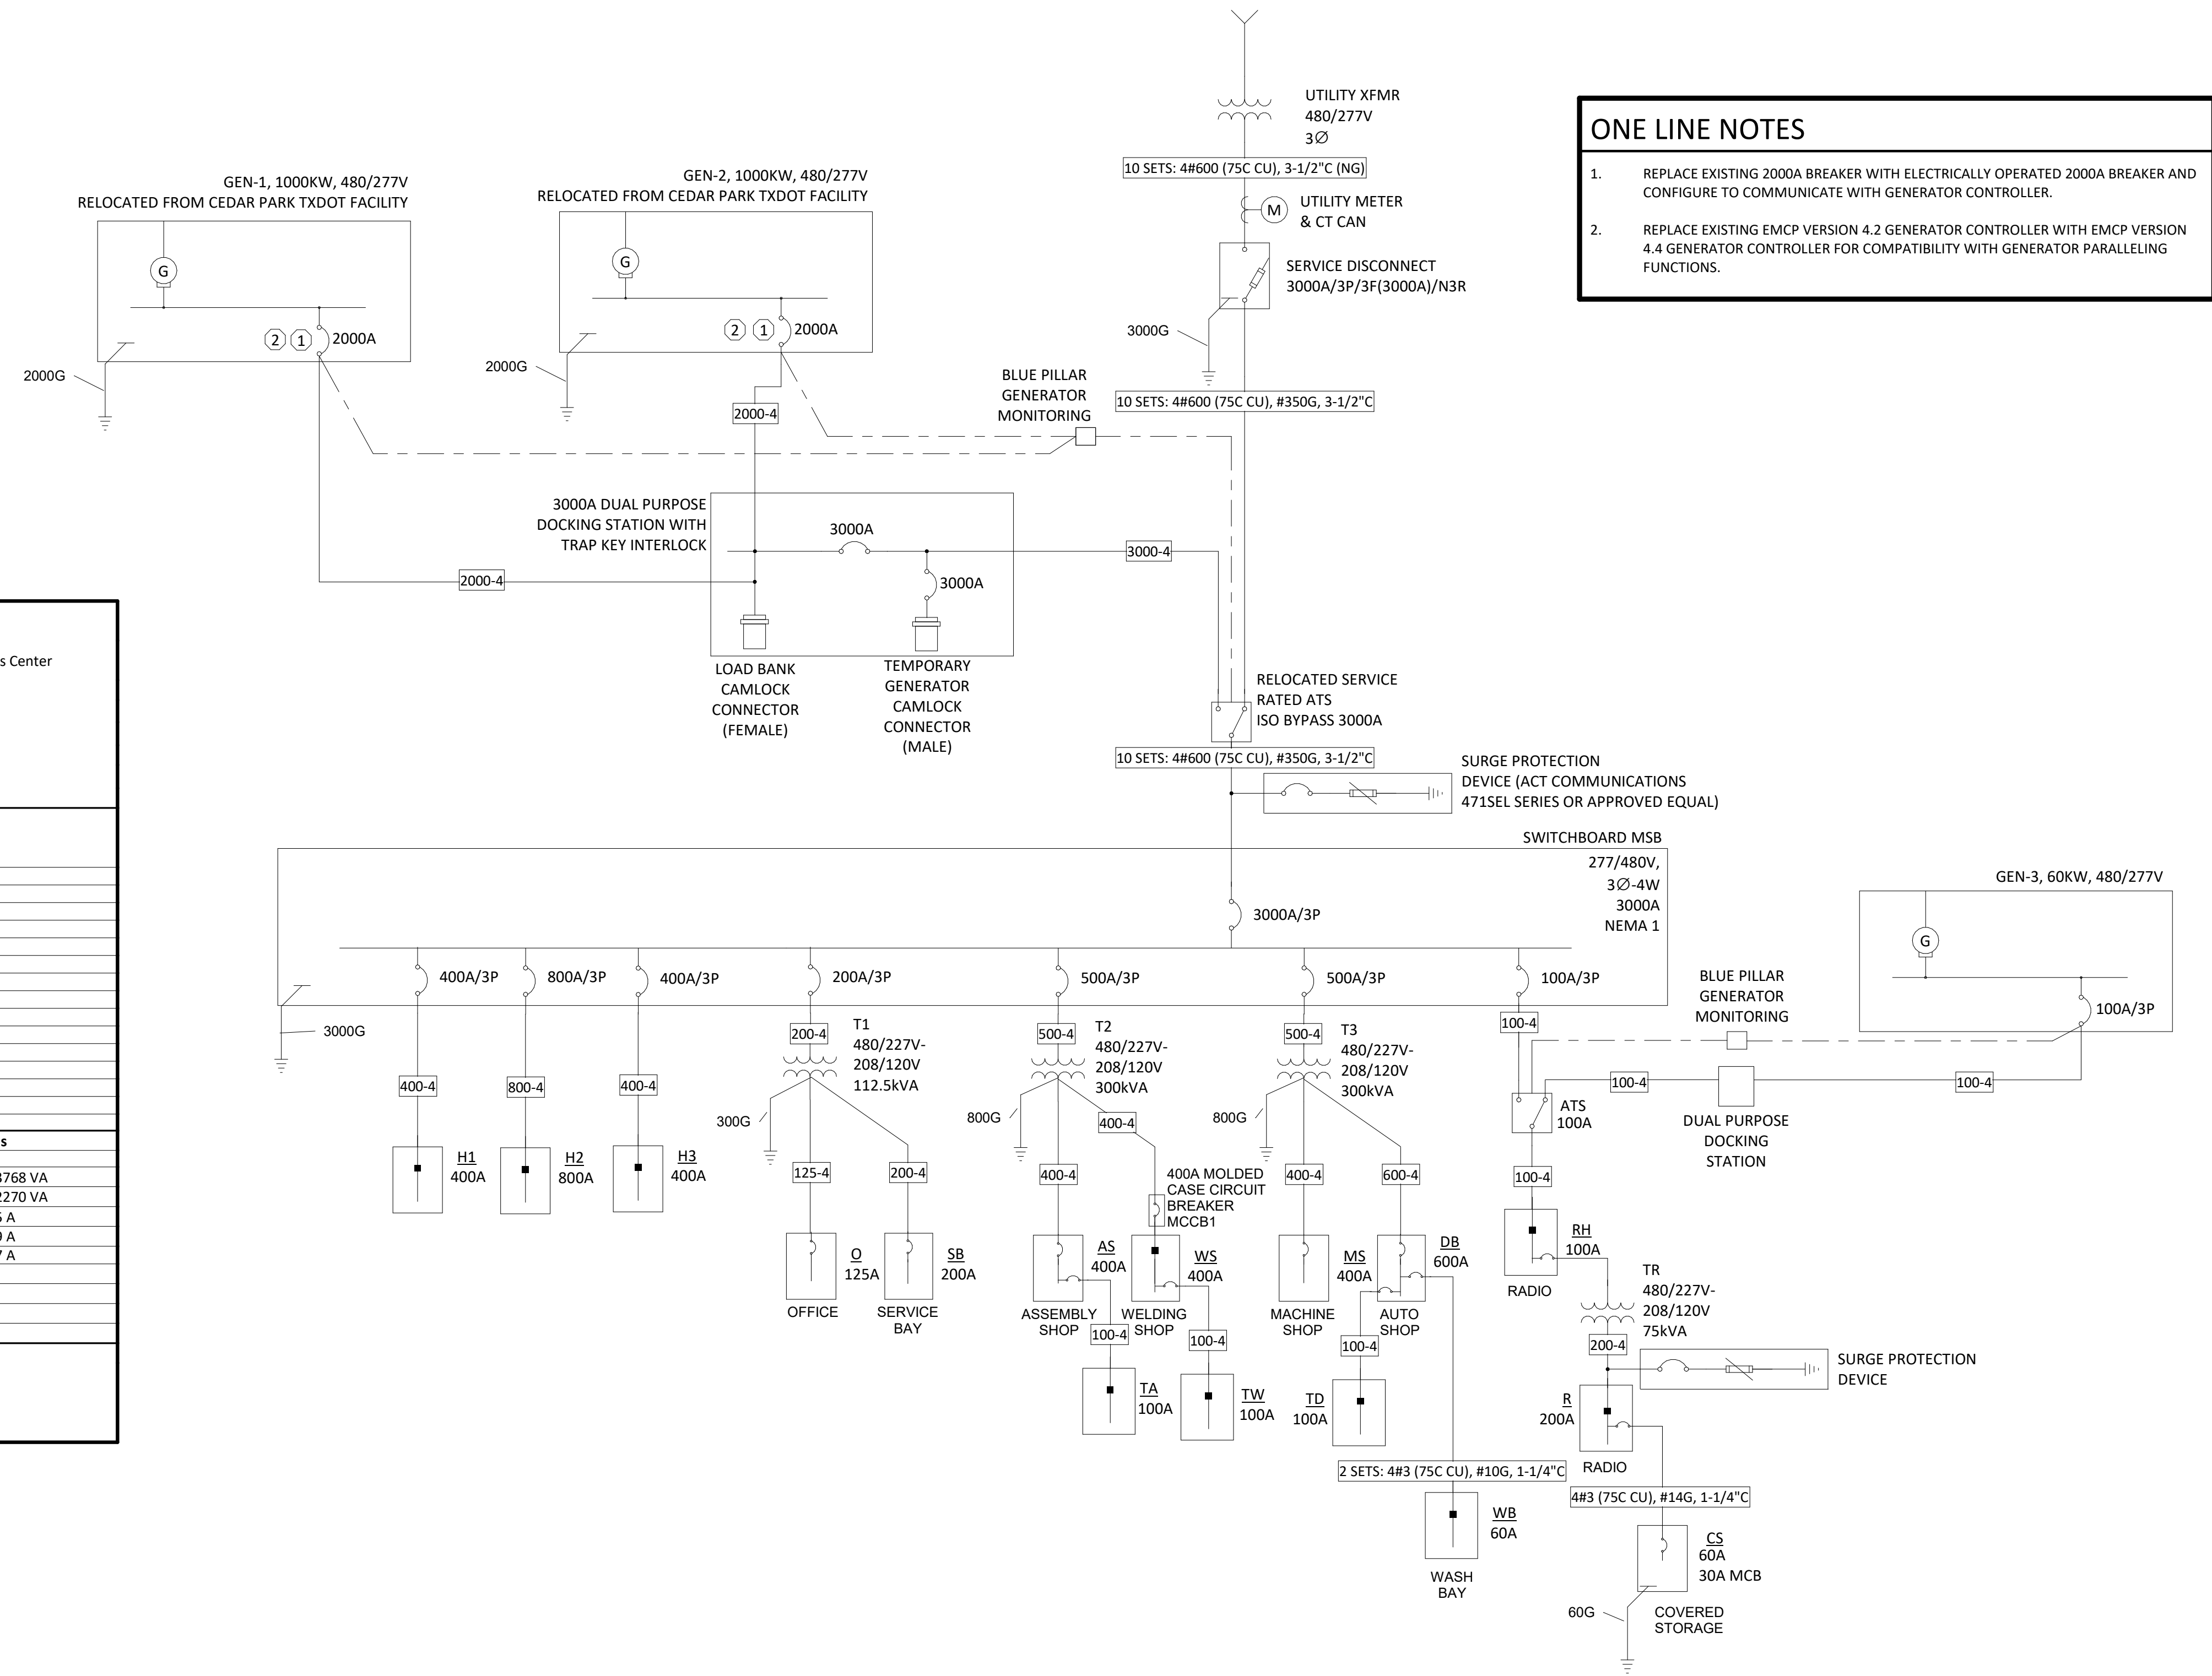 UTILITY XFMR
480/277V
3∅
10 SETS: 4#600 (75C CU), 3-1/2"C (NG)
M
UTILITY METER
& CT CAN
SERVICE DISCONNECT
3000A/3P/3F(3000A)/N3R
3000G
10 SETS: 4#600 (75C CU), #350G, 3-1/2"C
ONE LINE NOTES
1. REPLACE EXISTING 2000A BREAKER WITH ELECTRICALLY OPERATED 2000A BREAKER AND
CONFIGURE TO COMMUNICATE WITH GENERATOR CONTROLLER.
2. REPLACE EXISTING EMCP VERSION 4.2 GENERATOR CONTROLLER WITH EMCP VERSION
4.4 GENERATOR CONTROLLER FOR COMPATIBILITY WITH GENERATOR PARALLELING
FUNCTIONS.
GEN-1, 1000KW, 480/277V
RELOCATED FROM CEDAR PARK TXDOT FACILITY
G
2 1 2000A
2000G
GEN-2, 1000KW, 480/277V
RELOCATED FROM CEDAR PARK TXDOT FACILITY
G
2 1 2000A
2000G
2000-4
BLUE PILLAR
GENERATOR
MONITORING
3000A DUAL PURPOSE
DOCKING STATION WITH
TRAP KEY INTERLOCK
3000A
3000A
3000-4
2000-4
LOAD BANK
CAMLOCK
CONNECTOR
(FEMALE)
TEMPORARY
GENERATOR
CAMLOCK
CONNECTOR
(MALE)
RELOCATED SERVICE
RATED ATS
ISO BYPASS 3000A
10 SETS: 4#600 (75C CU), #350G, 3-1/2"C
SURGE PROTECTION
DEVICE (ACT COMMUNICATIONS
471SEL SERIES OR APPROVED EQUAL)
s Center
s
3768 VA
2270 VA
5 A
9 A
7 A
SWITCHBOARD MSB
277/480V,
3∅-4W
3000A
NEMA 1
3000A/3P
400A/3P
800A/3P
400A/3P
200A/3P
500A/3P
500A/3P
100A/3P
3000G
400-4
800-4
400-4
H1
400A
H2
800A
H3
400A
200-4
T1
480/227V-
208/120V
112.5kVA
300G
125-4
200-4
O
125A
OFFICE
SB
200A
SERVICE
BAY
500-4
T2
480/227V-
208/120V
300kVA
800G
400-4
400-4
400A MOLDED
CASE CIRCUIT
BREAKER
MCCB1
AS
400A
ASSEMBLY
SHOP
WS
400A
WELDING
SHOP
100-4
100-4
TA
100A
TW
100A
500-4
T3
480/227V-
208/120V
300kVA
800G
400-4
600-4
MS
400A
MACHINE
SHOP
DB
600A
AUTO
SHOP
100-4
TD
100A
2 SETS: 4#3 (75C CU), #10G, 1-1/4"C
WB
60A
WASH
BAY
GEN-3, 60KW, 480/277V
G
100A/3P
BLUE PILLAR
GENERATOR
MONITORING
100-4
100-4
100-4
ATS
100A
DUAL PURPOSE
DOCKING
STATION
100-4
RH
100A
RADIO
TR
480/227V-
208/120V
75kVA
200-4
SURGE PROTECTION
DEVICE
R
200A
RADIO
4#3 (75C CU), #14G, 1-1/4"C
CS
60A
30A MCB
60G
COVERED
STORAGE